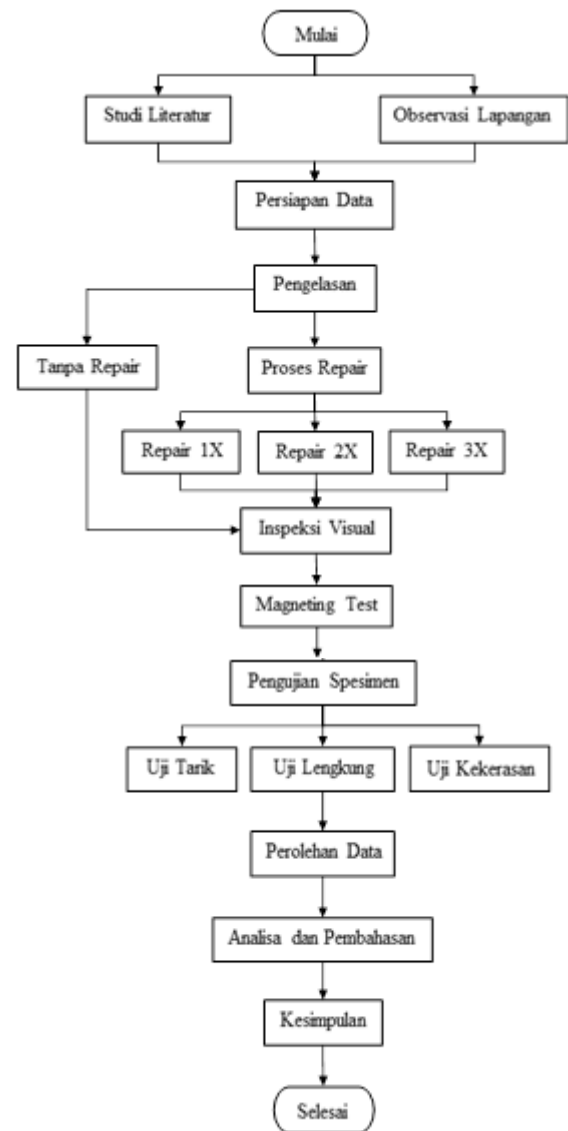 Mulai
Studi Literatur
Observasi Lapangan
Persiapan Data
Pengelasan
Tanpa Repair
Proses Repair
Repair 1X
Repair 2X
Repair 3X
Inspeksi Visual
Magneting Test
Pengujian Spesimen
Uji Tarik
Uji Lengkung
Uji Kekerasan
Perolehan Data
Analisa dan Pembahasan
Kesimpulan
Selesai